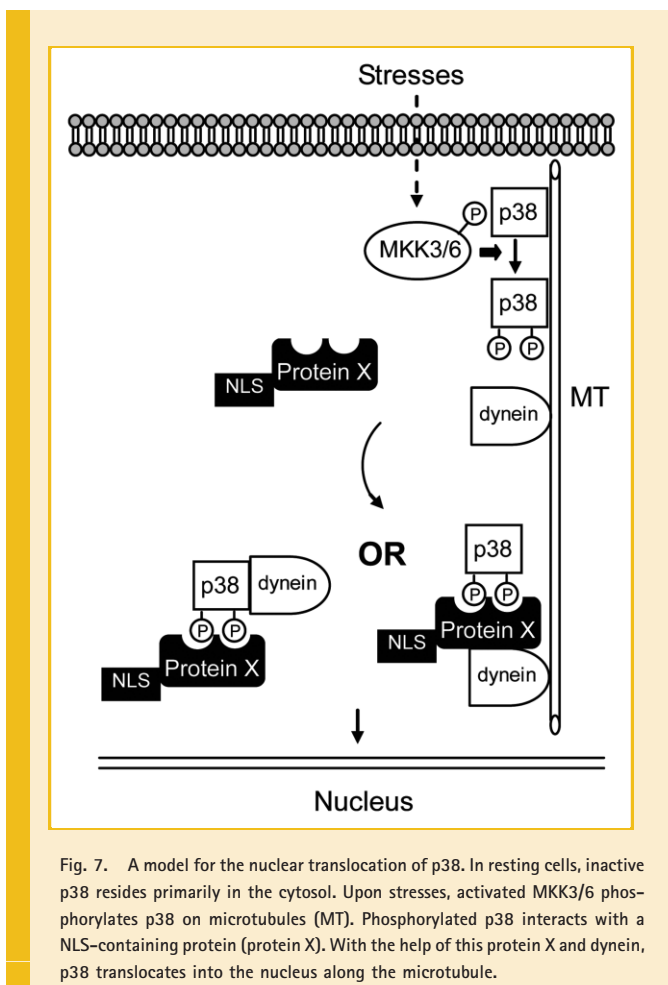 Stresses
P
p38
MKK3/6
p38
P P
Protein X
NLS
dynein
MT
OR
p38
P P
Protein X
NLS
dynein
p38
dynein
P P
Protein X
NLS
Nucleus
Fig. 7. A model for the nuclear translocation of p38. In resting cells, inactive
p38 resides primarily in the cytosol. Upon stresses, activated MKK3/6 phos-
phorylates p38 on microtubules (MT). Phosphorylated p38 interacts with a
NLS-containing protein (protein X). With the help of this protein X and dynein,
p38 translocates into the nucleus along the microtubule.